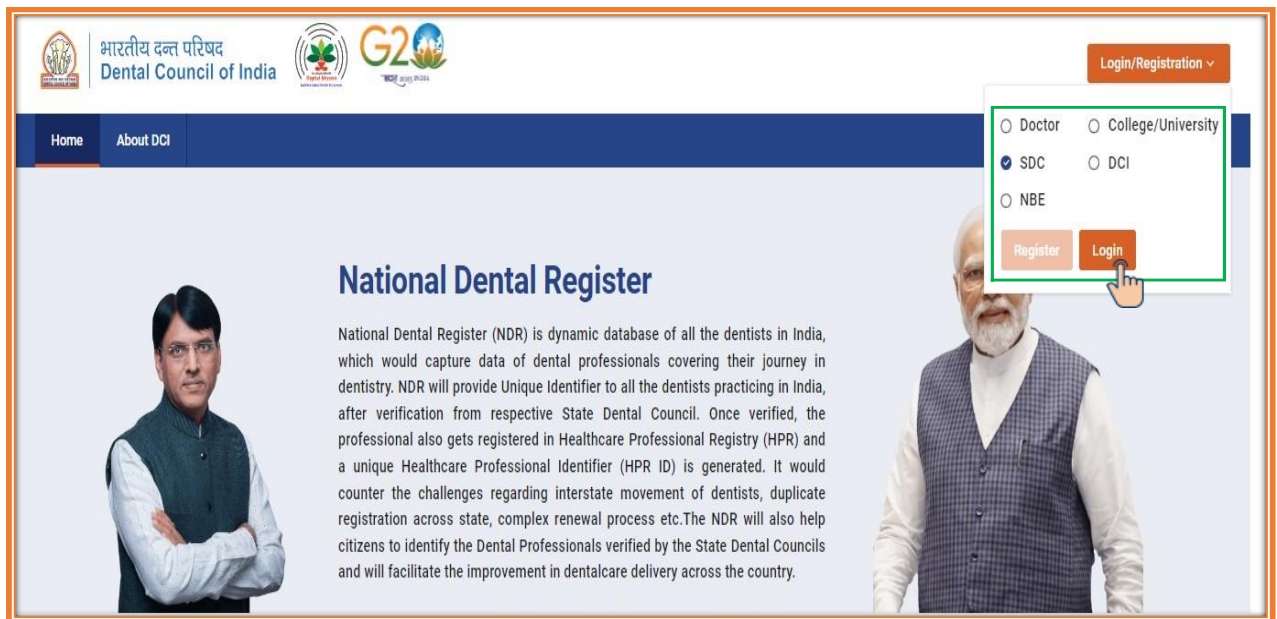 भारतीय दन्त परिषद
Dental Council of India
G20
Login/Registration
Doctor
College/University
SDC
DCI
NBE
Register
Login
Home
About DCI
National Dental Register
National Dental Register (NDR) is dynamic database of all the dentists in India,
which would capture data of dental professionals covering their journey in
dentistry. NDR will provide Unique Identifier to all the dentists practicing in India,
after verification from respective State Dental Council. Once verified, the
professional also gets registered in Healthcare Professional Registry (HPR) and
a unique Healthcare Professional Identifier (HPR ID) is generated. It would
counter the challenges regarding interstate movement of dentists, duplicate
registration across state, complex renewal process etc.The NDR will also help
citizens to identify the Dental Professionals verified by the State Dental Councils
and will facilitate the improvement in dentalcare delivery across the country.